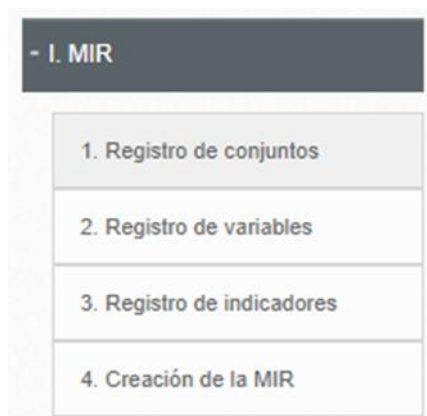 - I. MIR
1. Registro de conjuntos
2. Registro de variables
3. Registro de indicadores
4. Creación de la MIR